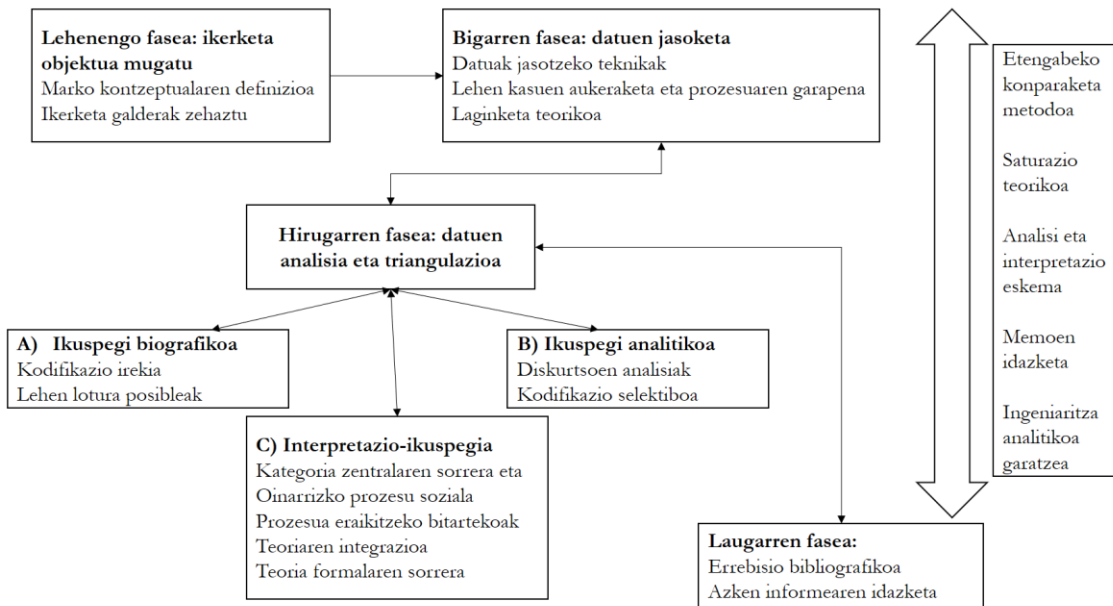 Lehenengo fasea: ikerketa
objektua mugatu
Marko kontzeptualaren definizioa
Ikerketa galderak zehaztu
Bigarren fasea: datuen jasoketa
Datuak jasotzeko teknikak
Lehen kasuen aukeraketa eta prozesuaren garapena
Laginketa teorikoa
Etengabeko
konparaketa
metodoa
Saturazio
teorikoa
Analisi eta
interpretazio
eskema
Memoen
idazketa
Ingeniaritza
analitikoa
garatzea
Hirugarren fasea: datuen
analisia eta triangulazioa
A) Ikuspegi biografikoa
Kodifikazio irekia
Lehen lotura posibleak
B) Ikuspegi analitikoa
Diskurtsoen analisiak
Kodifikazio selektiboa
C) Interpretazio-ikuspegia
Kategoria zentralaren sorrera eta
Oinarrizko prozesu soziala
Prozesua eraikitzeko bitartekoak
Teoriaren integrazioa
Teoria formalaren sorrera
Laugarren fasea:
Errebisio bibliografikoa
Azken informearen idazketa